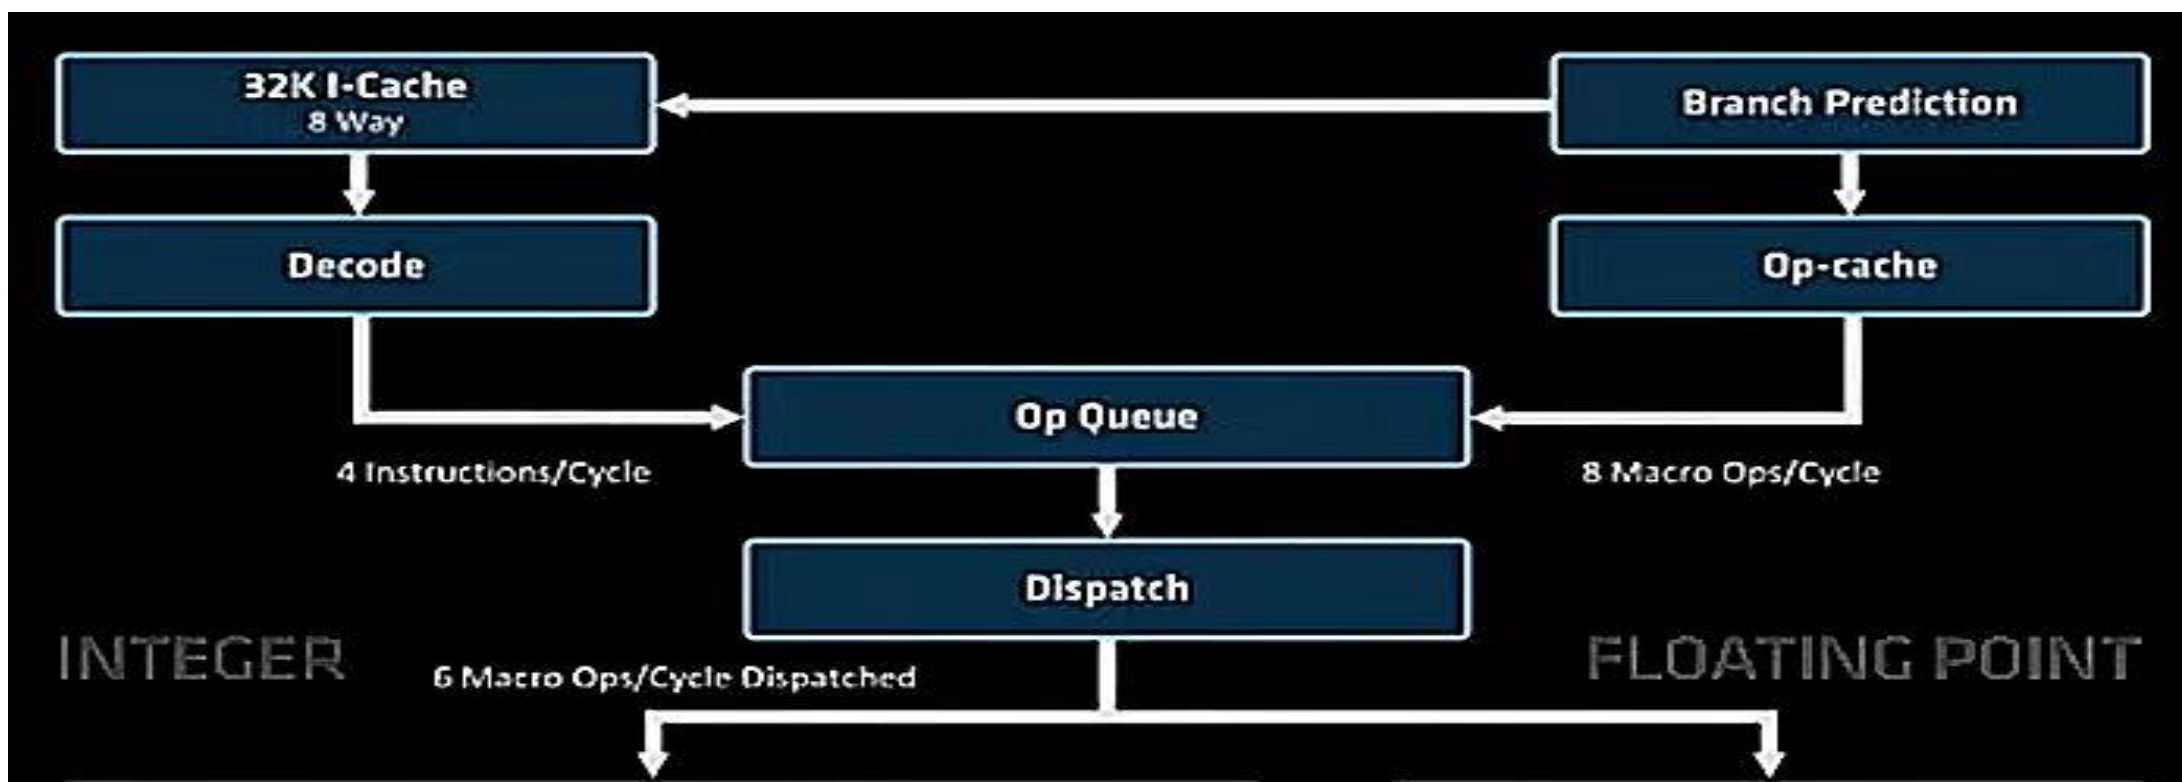 32K I-Cache
8 Way
Branch Prediction
Decode
Op-cache
Op Queue
4 Instructions/Cycle
8 Macro Ops/Cycle
Dispatch
INTEGER
FLOATING POINT
6 Macro Ops/Cycle Dispatched